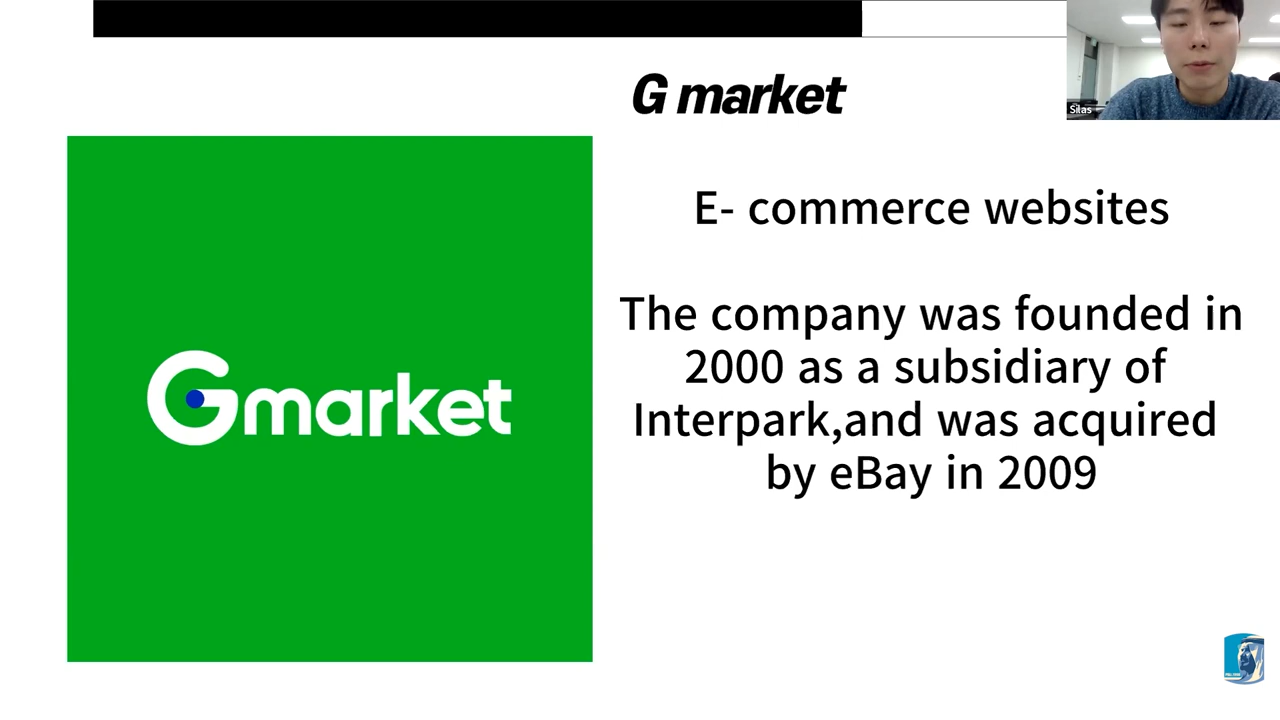 G market
Silas
E- commerce websites
The company was founded in
2000 as a subsidiary of
Interpark,and was acquired
by eBay in 2009
Gmarket